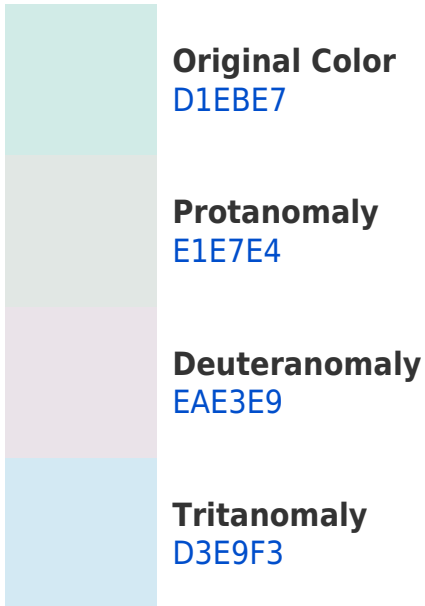 Original Color
D1EBE7
Protanomaly
E1E7E4
Deuteranomaly
EAE3E9
Tritanomaly
D3E9F3